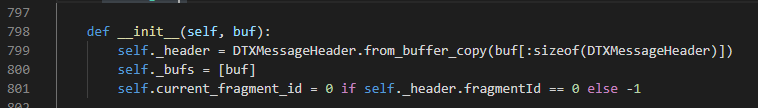 797
798 def __init__(self, buf):
799 self._header = DTXMessageHeader.from_buffer_copy(buf[:sizeof(DTXMessageHeader)])
800 self._bufs = [buf]
801 self.current_fragment_id = 0 if self._header.fragmentId == 0 else -1